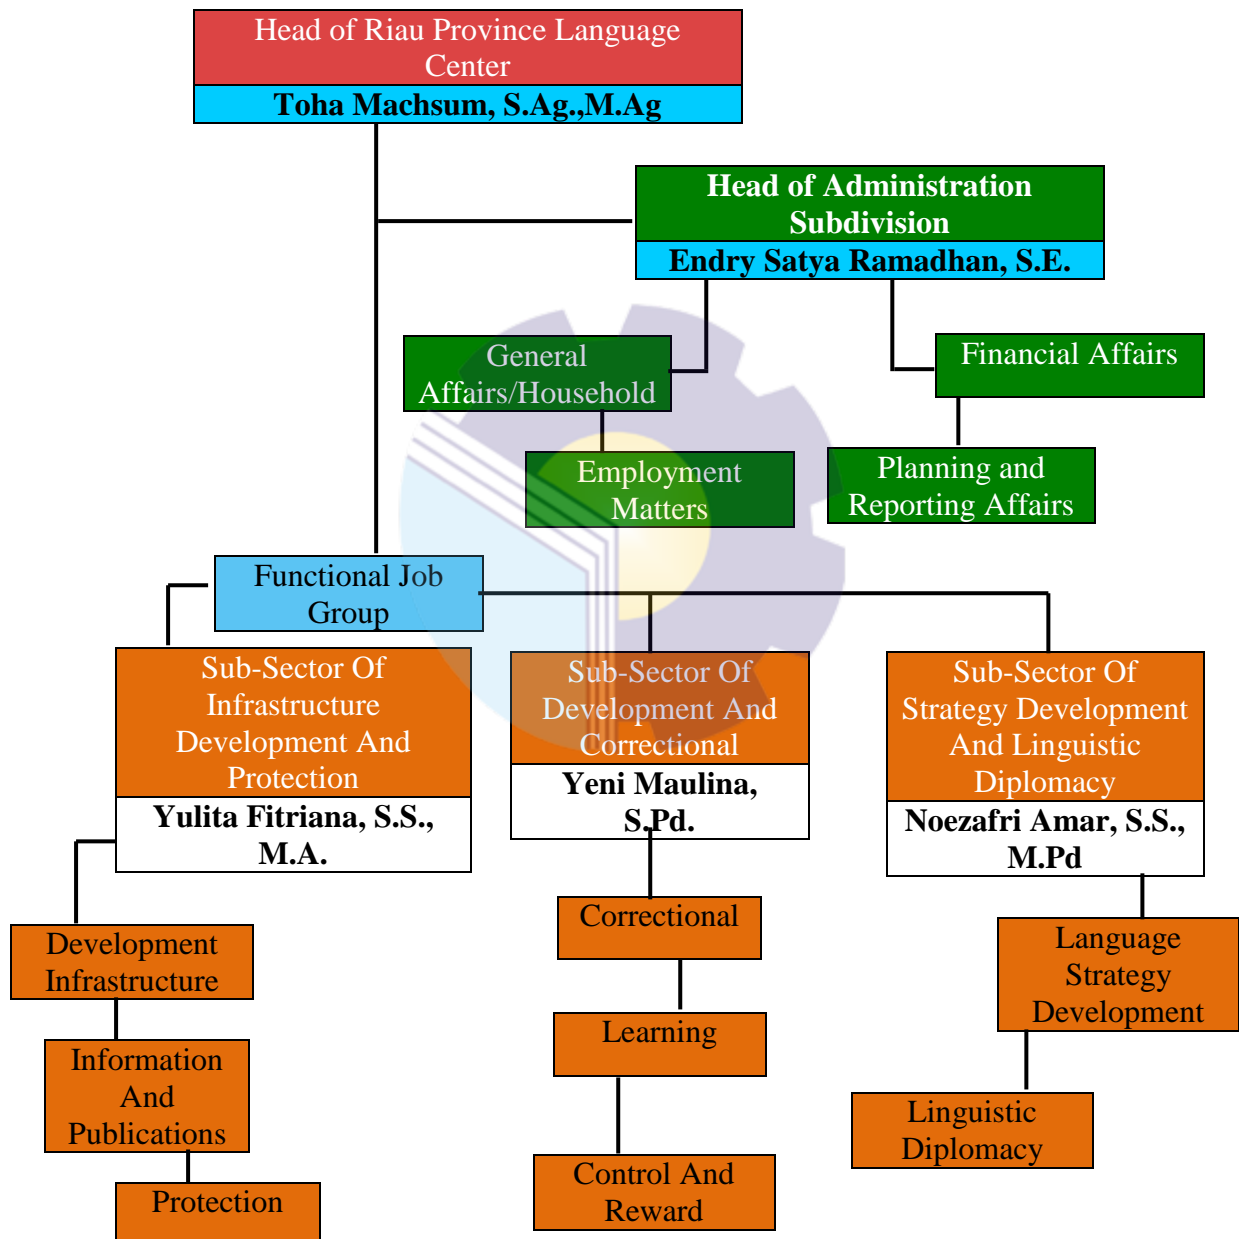 Head of Riau Province Language
Center
Toha Machsum, S.Ag.,M.Ag
Head of Administration
Subdivision
Endry Satya Ramadhan, S.E.
General
Affairs/Household
Financial Affairs
Employment
Matters
Planning and
Reporting Affairs
Functional Job
Group
Sub-Sector Of
Infrastructure
Development And
Protection
Yulita Fitriana, S.S.,
M.A.
Sub-Sector Of
Development And
Correctional
Yeni Maulina,
S.Pd.
Sub-Sector Of
Strategy Development
And Linguistic
Diplomacy
Noezafri Amar, S.S.,
M.Pd
Development
Infrastructure
Information
And
Publications
Protection
Correctional
Learning
Control And
Reward
Language
Strategy
Development
Linguistic
Diplomacy